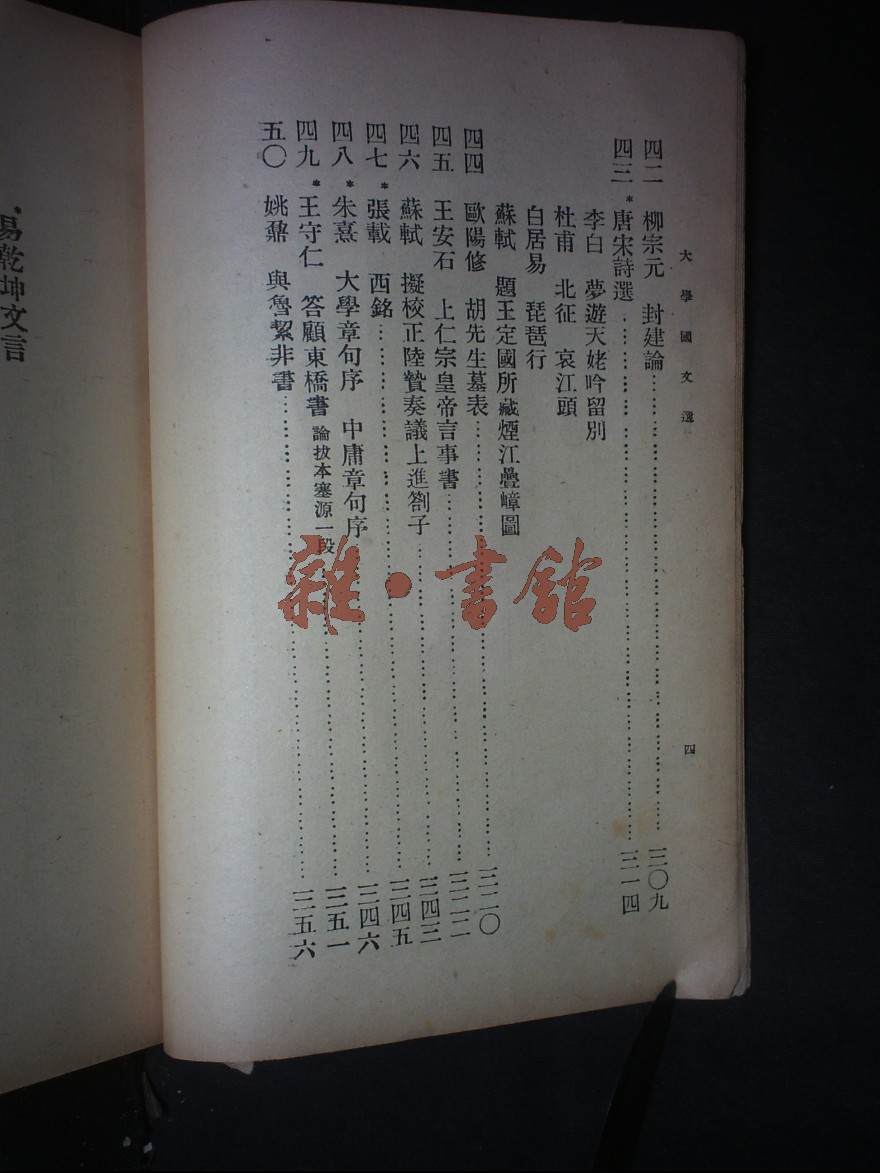 大學國文選
四
四二 柳宗元 封建論⋯⋯三〇九
四三 *唐宋詩選⋯⋯三一四
李白 夢遊天姥吟留別
杜甫 北征 哀江頭
白居易 琵琶行
蘇軾 題王定國所藏煙江疊嶂圖
四四 歐陽修 胡先生墓表⋯⋯三二〇
四五 王安石 上仁宗皇帝言事書⋯⋯三二二
四六 蘇軾 擬校正陸贄奏議上進劄子⋯⋯三四三
四七 *張載 西銘⋯⋯三四五
四八 *朱熹 大學章句序 中庸章句序⋯⋯三四六
四九 *王守仁 答顧東橋書 論拔本塞源一段⋯⋯三五一
五〇 姚鼐 與魯絜非書⋯⋯三五六
易乾坤文言
雜·書館